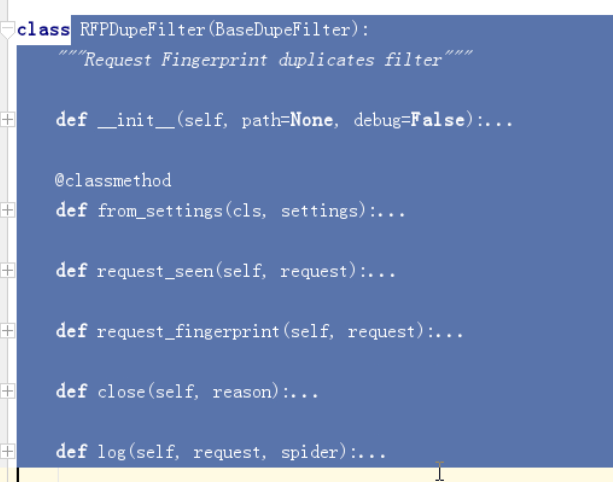 class RFPDupeFilter(BaseDupeFilter):
"""Request Fingerprint duplicates filter"""
def __init__(self, path=None, debug=False):...
@classmethod
def from_settings(cls, settings):...
def request_seen(self, request):...
def request_fingerprint(self, request):...
def close(self, reason):...
def log(self, request, spider):...